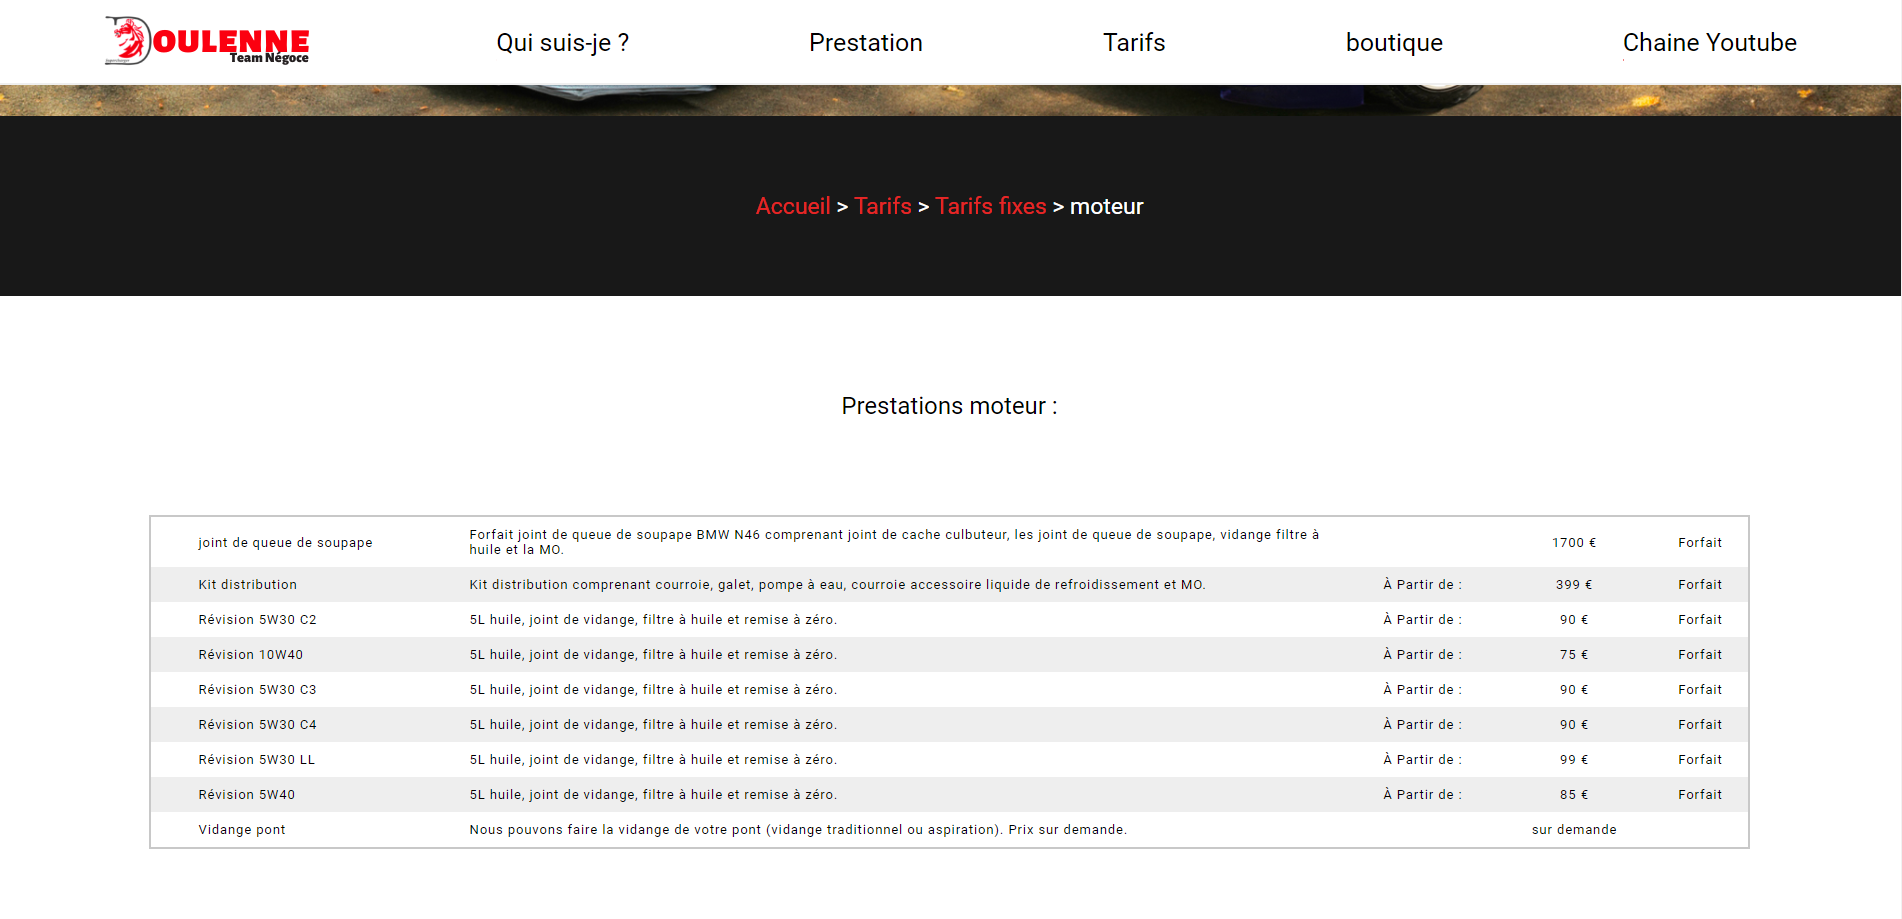 DOULENNE
Team Négoce
Qui suis-je ?
Prestation
Tarifs
boutique
Chaine Youtube
Accueil > Tarifs > Tarifs fixes > moteur
Prestations moteur :
joint de queue de soupape Forfait joint de queue de soupape BMW N46 comprenant joint de cache culbuteur, les joint de queue de soupape, vidange filtre à
huile et la MO. 1700 € Forfait
Kit distribution Kit distribution comprenant courroie, galet, pompe à eau, courroie accessoire liquide de refroidissement et MO. À Partir de : 399 € Forfait
Révision 5W30 C2 5L huile, joint de vidange, filtre à huile et remise à zéro. À Partir de : 90 € Forfait
Révision 10W40 5L huile, joint de vidange, filtre à huile et remise à zéro. À Partir de : 75 € Forfait
Révision 5W30 C3 5L huile, joint de vidange, filtre à huile et remise à zéro. À Partir de : 90 € Forfait
Révision 5W30 C4 5L huile, joint de vidange, filtre à huile et remise à zéro. À Partir de : 90 € Forfait
Révision 5W30 LL 5L huile, joint de vidange, filtre à huile et remise à zéro. À Partir de : 99 € Forfait
Révision 5W40 5L huile, joint de vidange, filtre à huile et remise à zéro. À Partir de : 85 € Forfait
Vidange pont Nous pouvons faire la vidange de votre pont (vidange traditionnel ou aspiration). Prix sur demande. sur demande